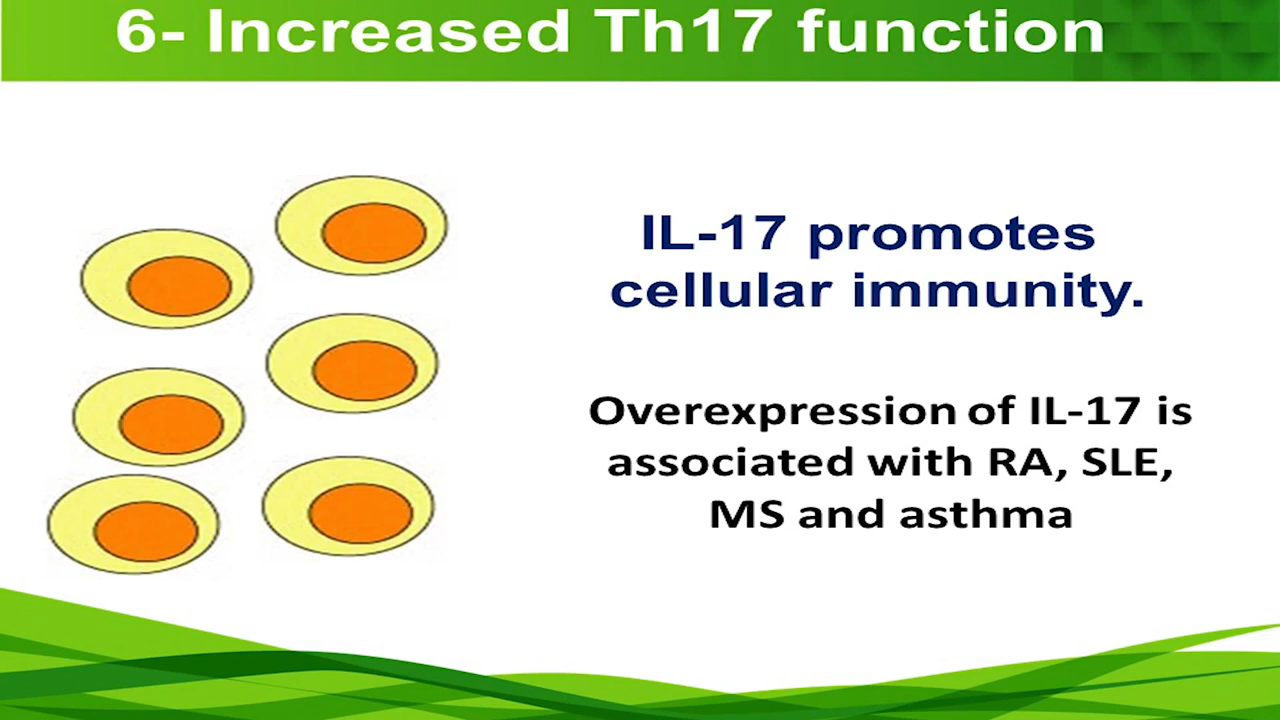 6- Increased Th17 function
IL-17 promotes
cellular immunity.
Overexpression of IL-17 is
associated with RA, SLE,
MS and asthma